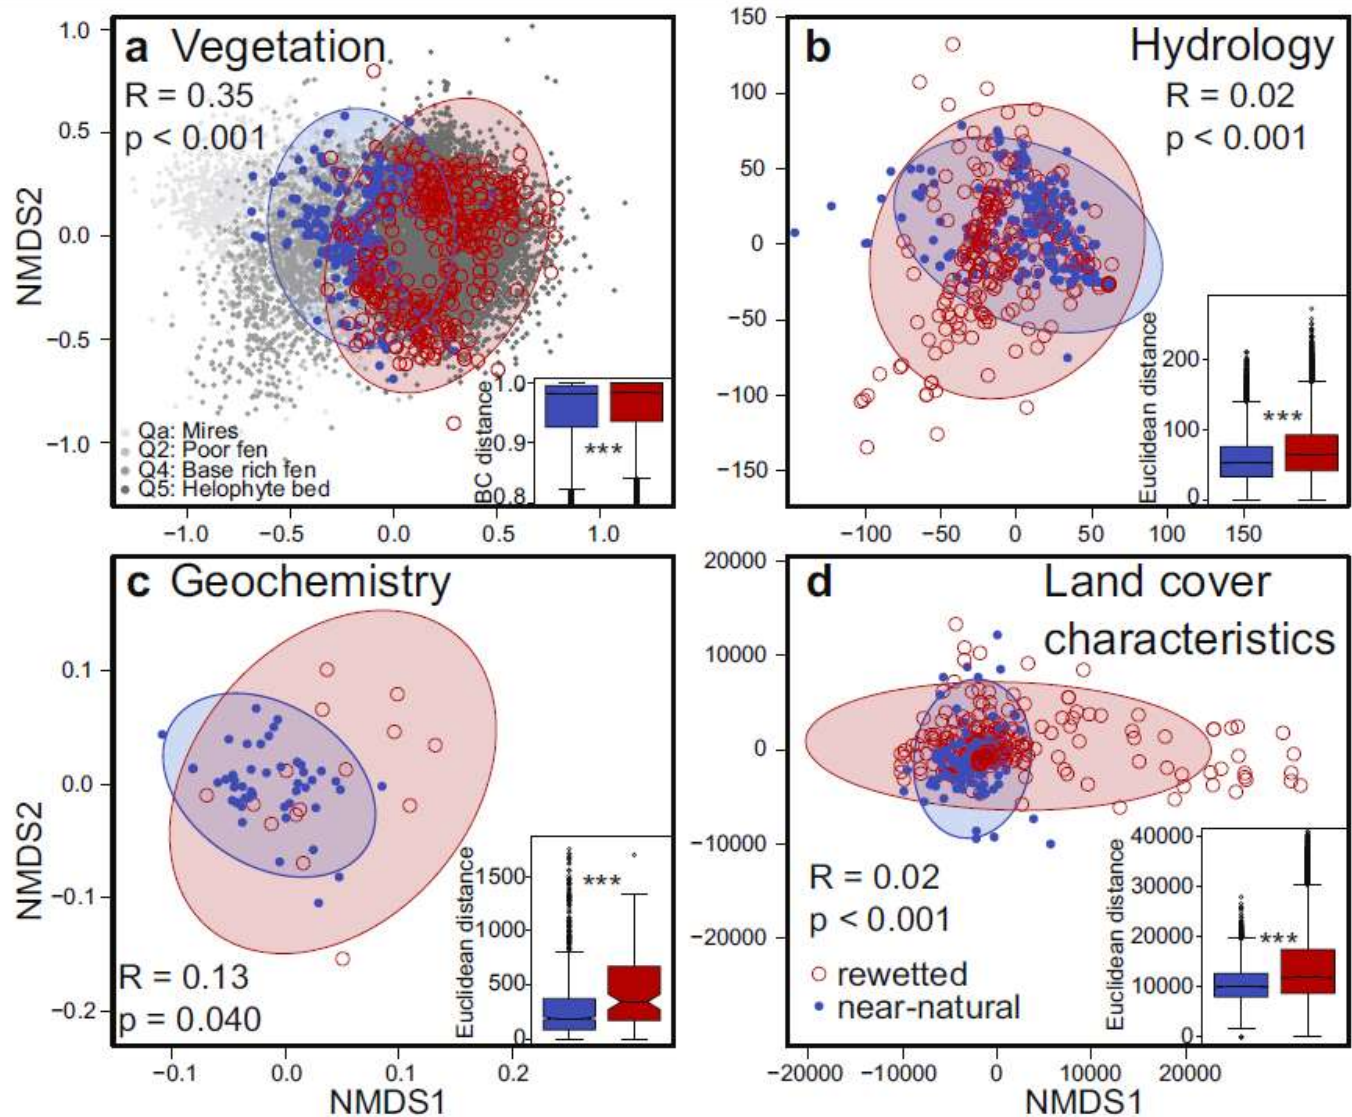 a Vegetation
R = 0.35
p < 0.001
1.0
0.5
0.0
−0.5
−1.0
NMDS2
Qa: Mires
Q2: Poor fen
Q4: Base rich fen
Q5: Helophyte bed
BC distance
1.0
0.9
0.8
***
−1.0 −0.5 0.0 0.5 1.0
b Hydrology
R = 0.02
p < 0.001
150
100
50
0
−50
−100
−150
Euclidean distance
200
100
0
***
−100 −50 0 50 100 150
c Geochemistry
0.1
0.0
−0.1
−0.2
NMDS2
R = 0.13
p = 0.040
Euclidean distance
1500
1000
500
0
***
−0.1 0.0 0.1 0.2
NMDS1
d Land cover
characteristics
20000
10000
0
−10000
−20000
R = 0.02
p < 0.001
rewetted
near-natural
Euclidean distance
40000
30000
20000
10000
0
***
−20000 −10000 0 10000 20000
NMDS1